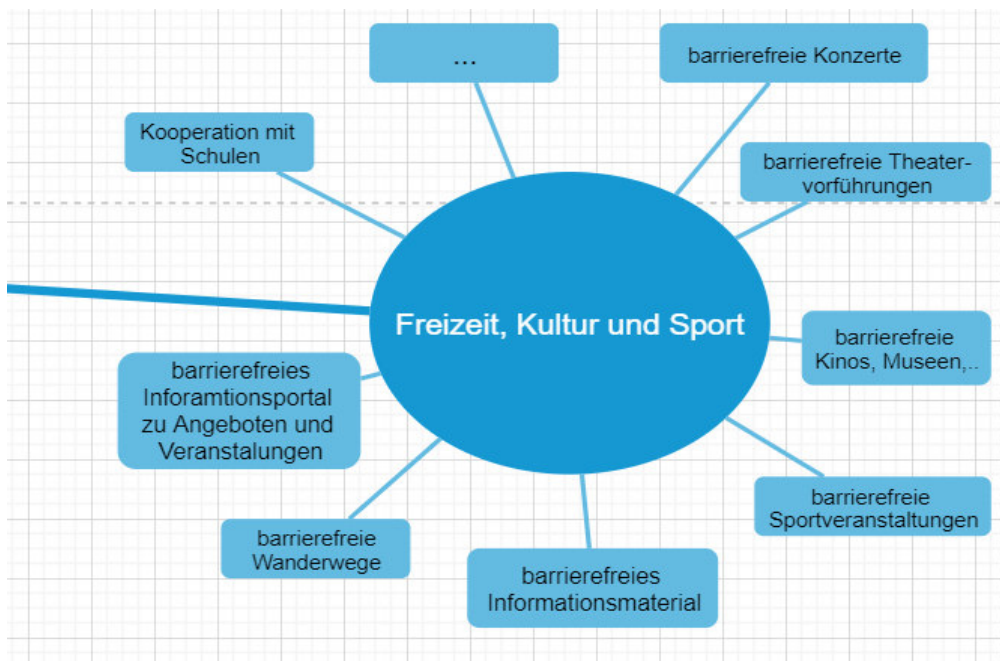 ...
barrierefreie Konzerte
Kooperation mit
Schulen
barrierefreie Theater-
vorführungen
Freizeit, Kultur und Sport
barrierefreie
Kinos, Museen,..
barrierefreies
Inforamtionsportal
zu Angeboten und
Veranstalungen
barrierefreie
Sportveranstaltungen
barrierefreie
Wanderwege
barrierefreies
Informationsmaterial